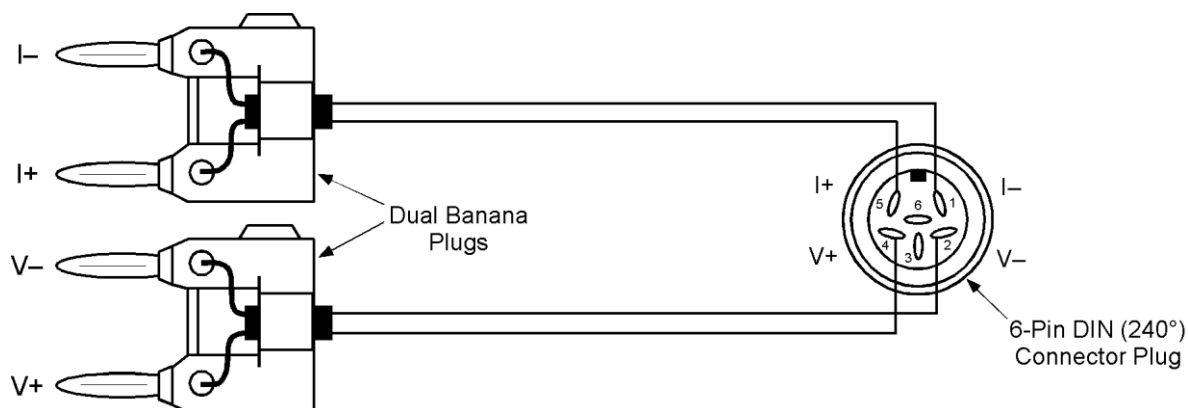 I–
I+
Dual Banana
Plugs
V–
V+
I+
I–
5
6
1
4
3
2
V+
V–
6-Pin DIN (240°)
Connector Plug